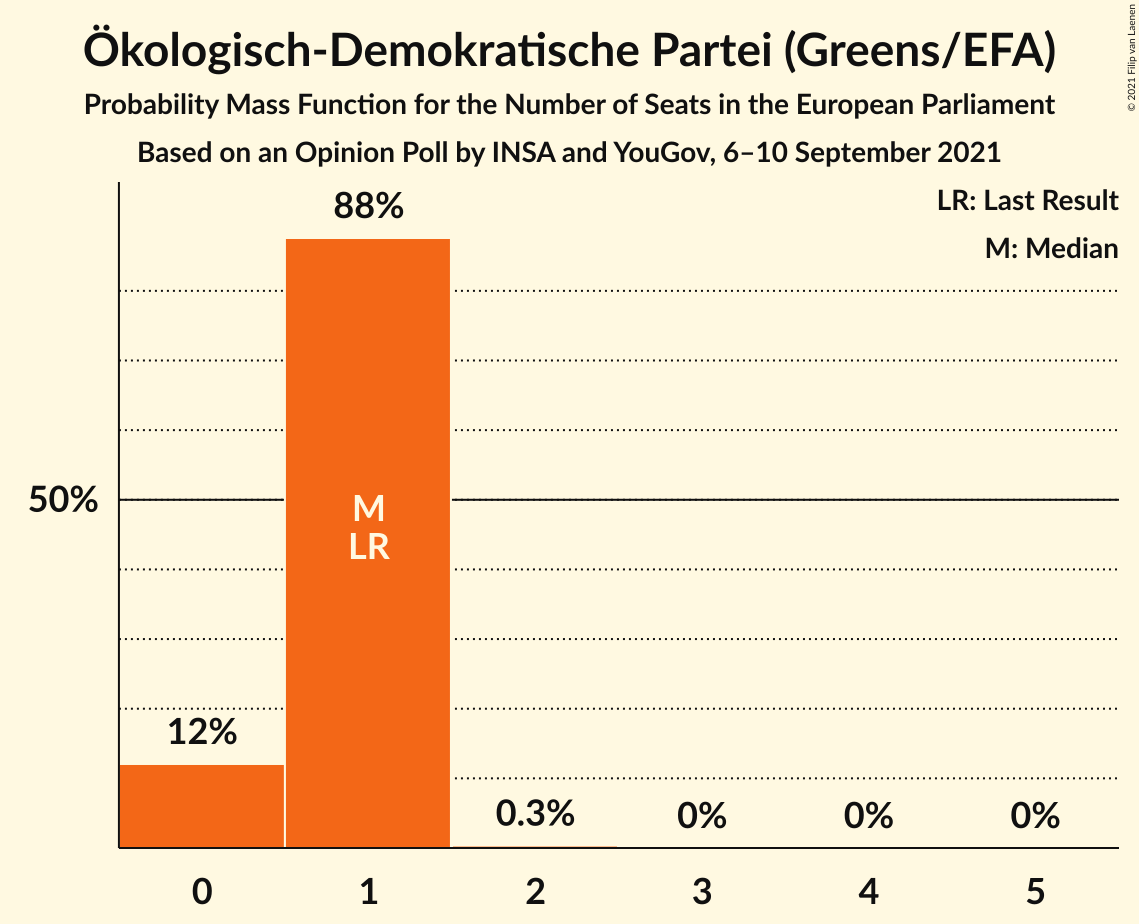 Ökologisch-Demokratische Partei (Greens/EFA)
Probability Mass Function for the Number of Seats in the European Parliament
Based on an Opinion Poll by INSA and YouGov, 6–10 September 2021
© 2021 Filip van Laenen
LR: Last Result
M: Median
88%
50%
M
LR
12%
0.3%
0%
0%
0%
0
1
2
3
4
5